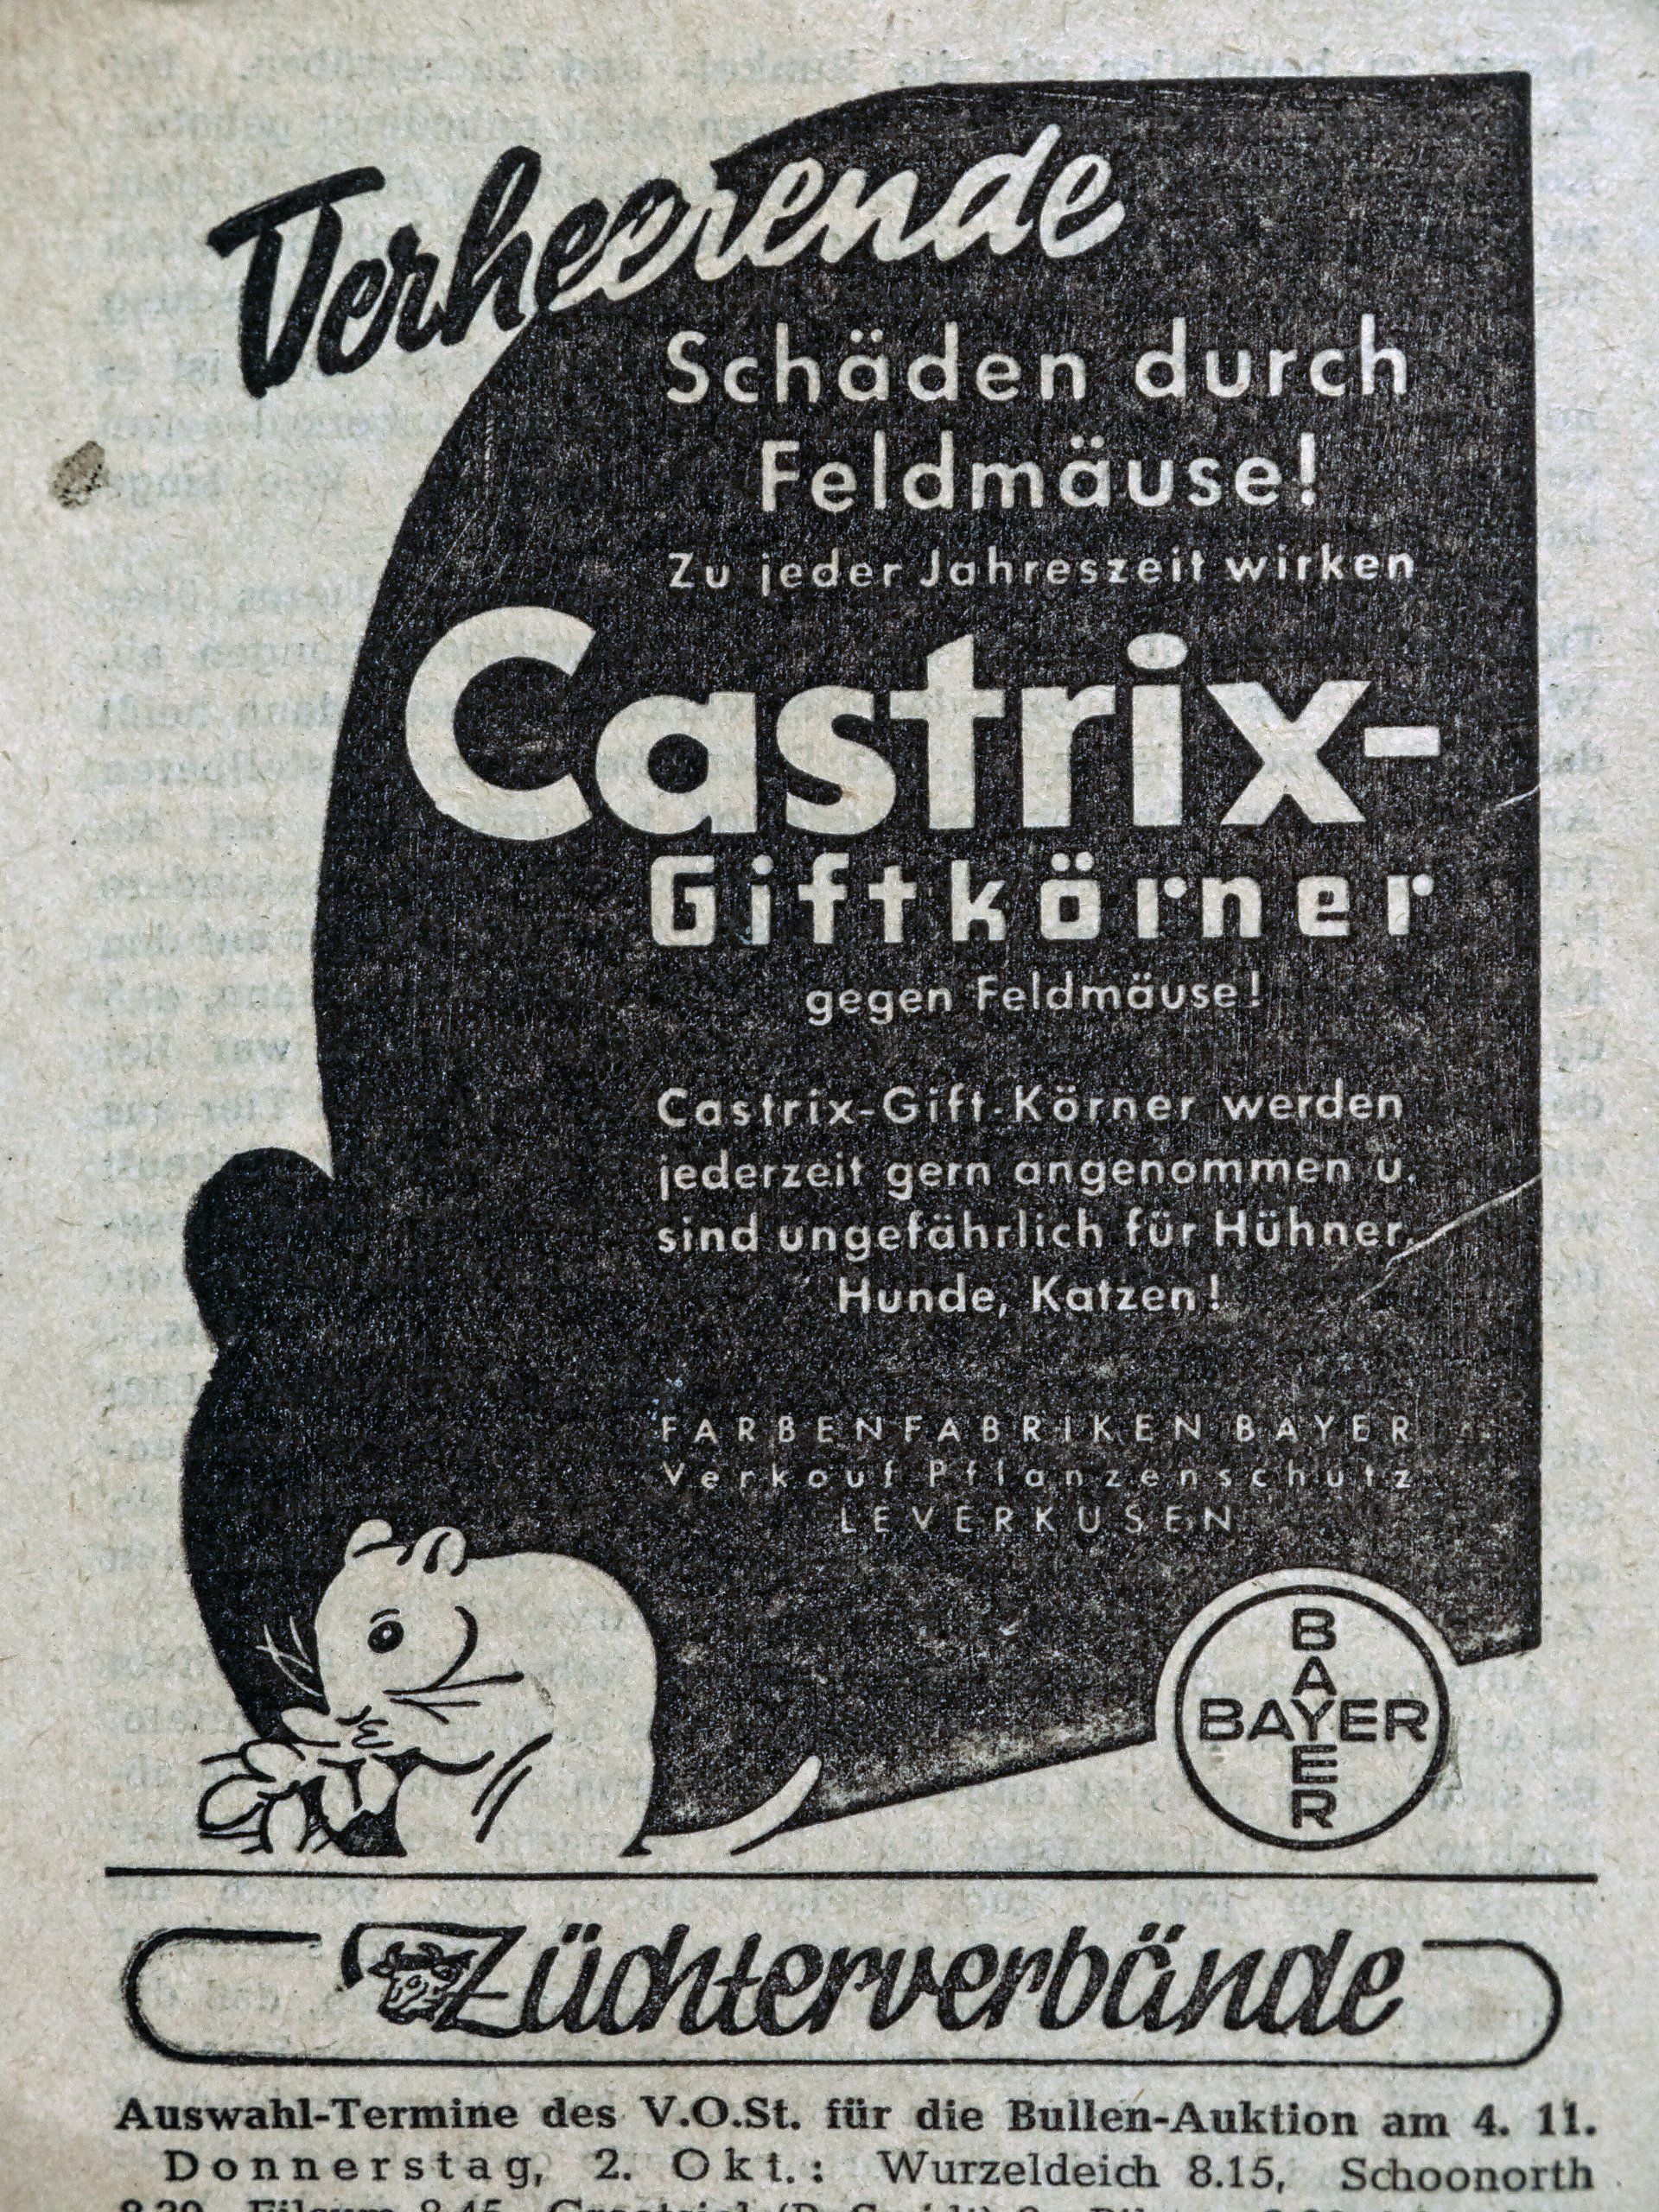 Verheerende
Schäden durch
Feldmäuse!
Zu jeder Jahreszeit wirken
Castrix-
Giftkörner
gegen Feldmäuse!
Castrix-Gift-Körner werden
jederzeit gern angenommen u.
sind ungefährlich für Hühner,
Hunde, Katzen!
FARBENFABRIKEN BAYER
Verkauf Pflanzenschutz
LEVERKUSEN
BAYER
BAYER
Züchterverbände
Auswahl-Termine des V.O.St. für die Bullen-Auktion am 4. 11.
Donnerstag, 2. Okt.: Wurzeldeich 8.15, Schoonorth